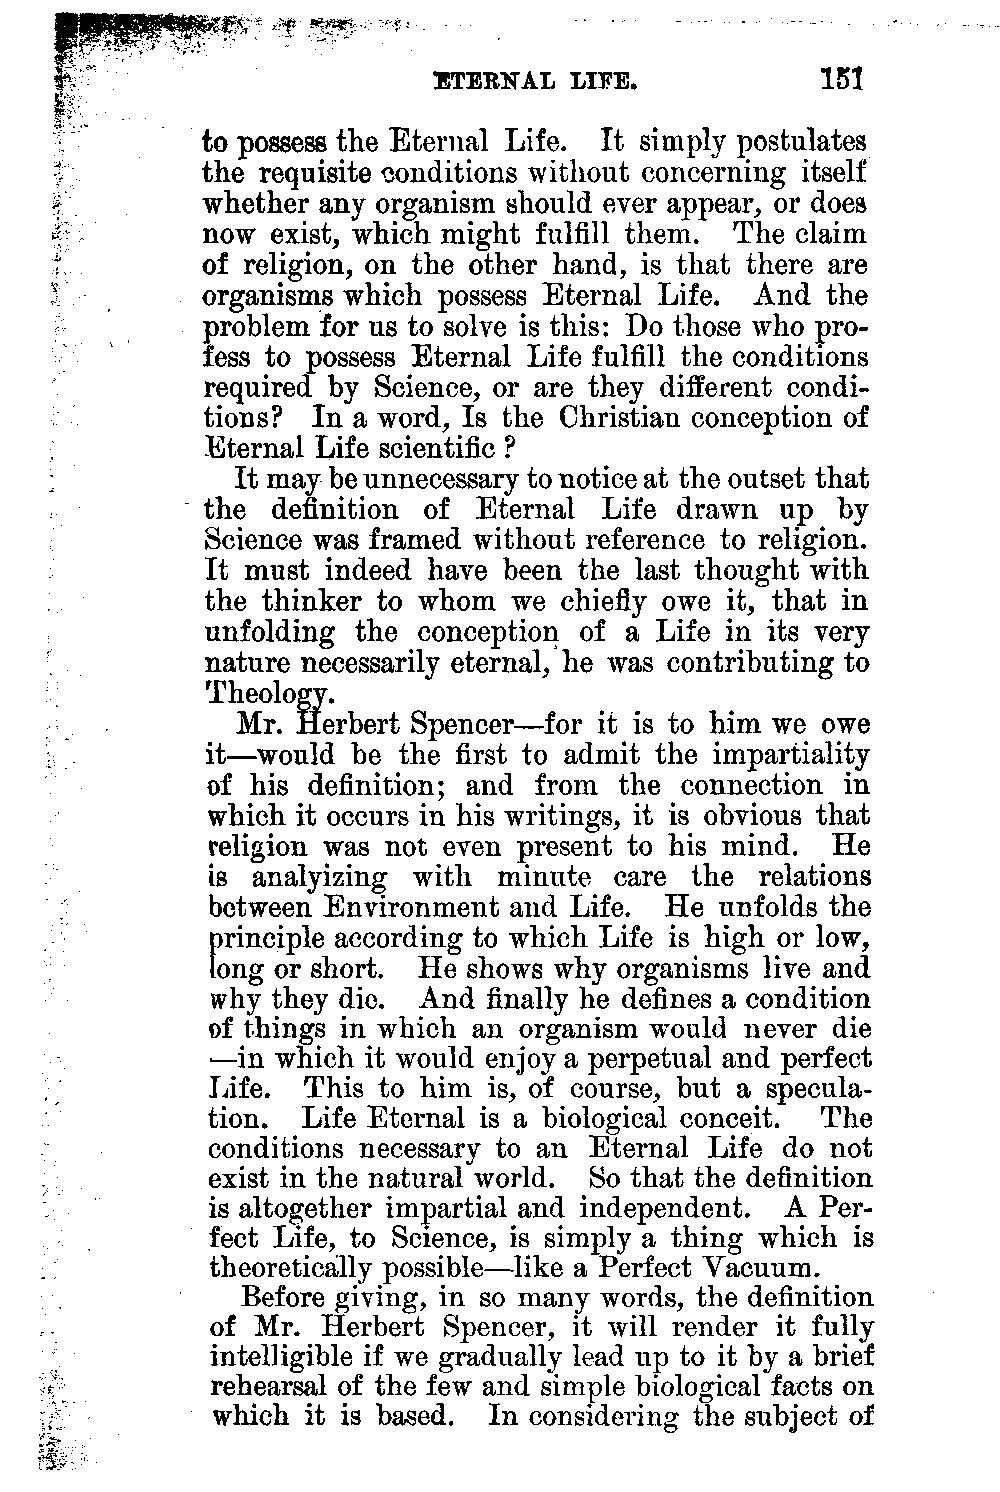 ETERNAL LIFE. 151
to possess the Eternal Life. It simply postulates
the requisite conditions without concerning itself
whether any organism should ever appear, or does
now exist, which might fulfill them. The claim
of religion, on the other hand, is that there are
organisms which possess Eternal Life. And the
problem for us to solve is this: Do those who pro-
fess to possess Eternal Life fulfill the conditions
required by Science, or are they different condi-
tions? In a word, Is the Christian conception of
Eternal Life scientific?
It may be unnecessary to notice at the outset that
the definition of Eternal Life drawn up by
Science was framed without reference to religion.
It must indeed have been the last thought with
the thinker to whom we chiefly owe it, that in
unfolding the conception of a Life in its very
nature necessarily eternal, he was contributing to
Theology.
Mr. Herbert Spencer—for it is to him we owe
it—would be the first to admit the impartiality
of his definition; and from the connection in
which it occurs in his writings, it is obvious that
religion was not even present to his mind. He
is analyizing with minute care the relations
between Environment and Life. He unfolds the
principle according to which Life is high or low,
long or short. He shows why organisms live and
why they die. And finally he defines a condition
of things in which an organism would never die
—in which it would enjoy a perpetual and perfect
Life. This to him is, of course, but a specula-
tion. Life Eternal is a biological conceit. The
conditions necessary to an Eternal Life do not
exist in the natural world. So that the definition
is altogether impartial and independent. A Per-
fect Life, to Science, is simply a thing which is
theoretically possible—like a Perfect Vacuum.
Before giving, in so many words, the definition
of Mr. Herbert Spencer, it will render it fully
intelligible if we gradually lead up to it by a brief
rehearsal of the few and simple biological facts on
which it is based. In considering the subject of